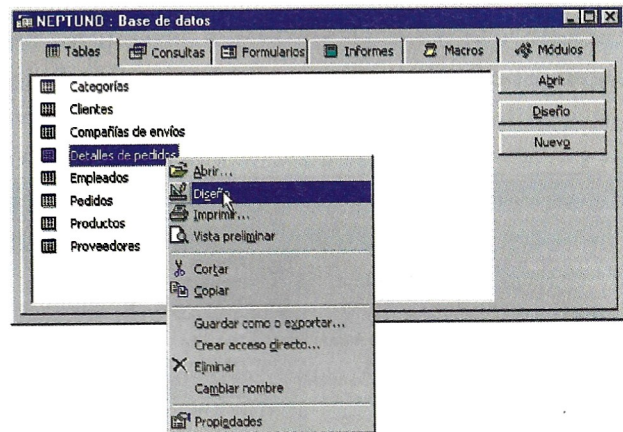 NEPTUNO : Base de datos
Tablas Consultas Formularios Informes Macros Módulos
Categorías
Clientes
Compañías de envíos
Detalles de pedidos
Empleados
Pedidos
Productos
Proveedores
Abrir
Diseño
Nuevo
Abrir...
Diseño
Imprimir...
Vista preliminar
Cortar
Copiar
Guardar como o exportar...
Crear acceso directo...
Eliminar
Cambiar nombre
Propiedades